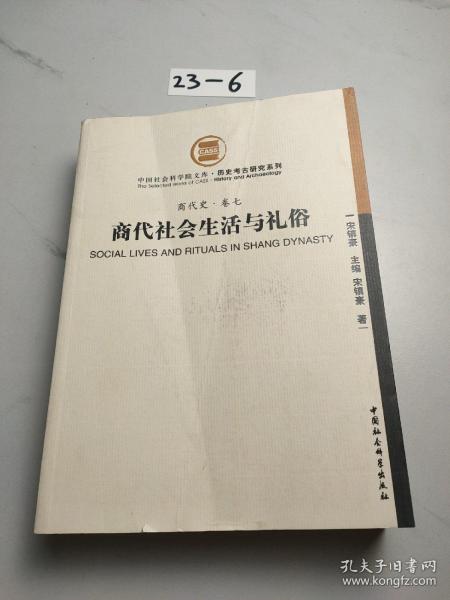 23-6
CASS
中国社会科学院文库·历史考古研究系列
The Selected Works of CASS · History and Archaeology
商代史·卷七
商代社会生活与礼俗
SOCIAL LIVES AND RITUALS IN SHANG DYNASTY
宋镇豪 主编 宋镇豪 著
中国社会科学出版社
孔夫子旧书网
www.kongfz.com